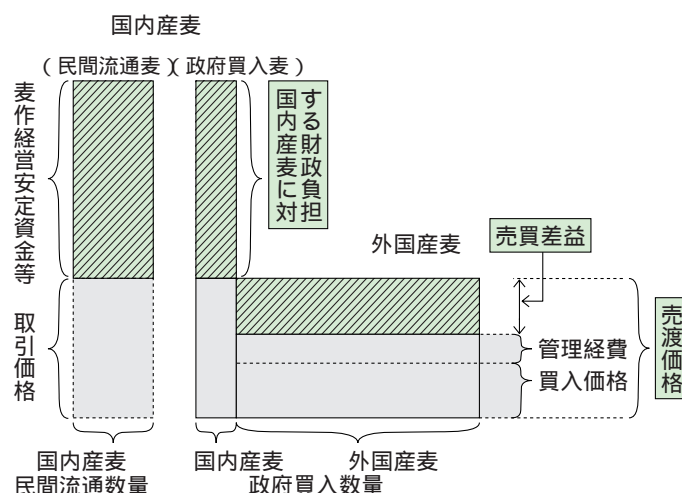 国内産麦
(民間流通麦)(政府買入麦)
麦作経営安定資金等
国内産麦に対
する財政負担
外国産麦
売買差益
取引価格
管理経費
買入価格
売渡価格
国内産麦
民間流通数量
国内産麦
外国産麦
政府買入数量